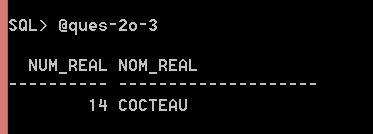 SQL> @ques-2o-3
NUM_REAL NOM_REAL
---------- --------------------
14 COCTEAU